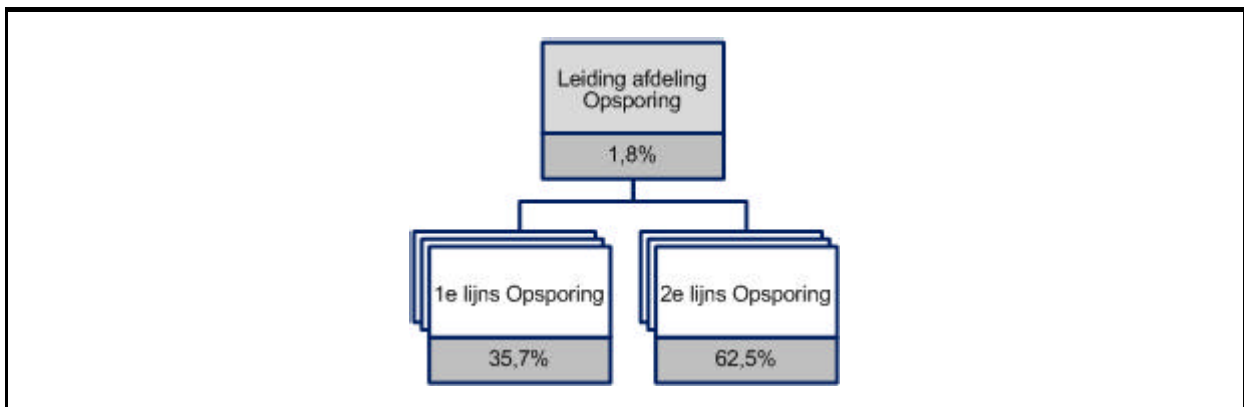 Leiding afdeling
Opsporing
1,8%
1e lijns Opsporing
35,7%
2e lijns Opsporing
62,5%